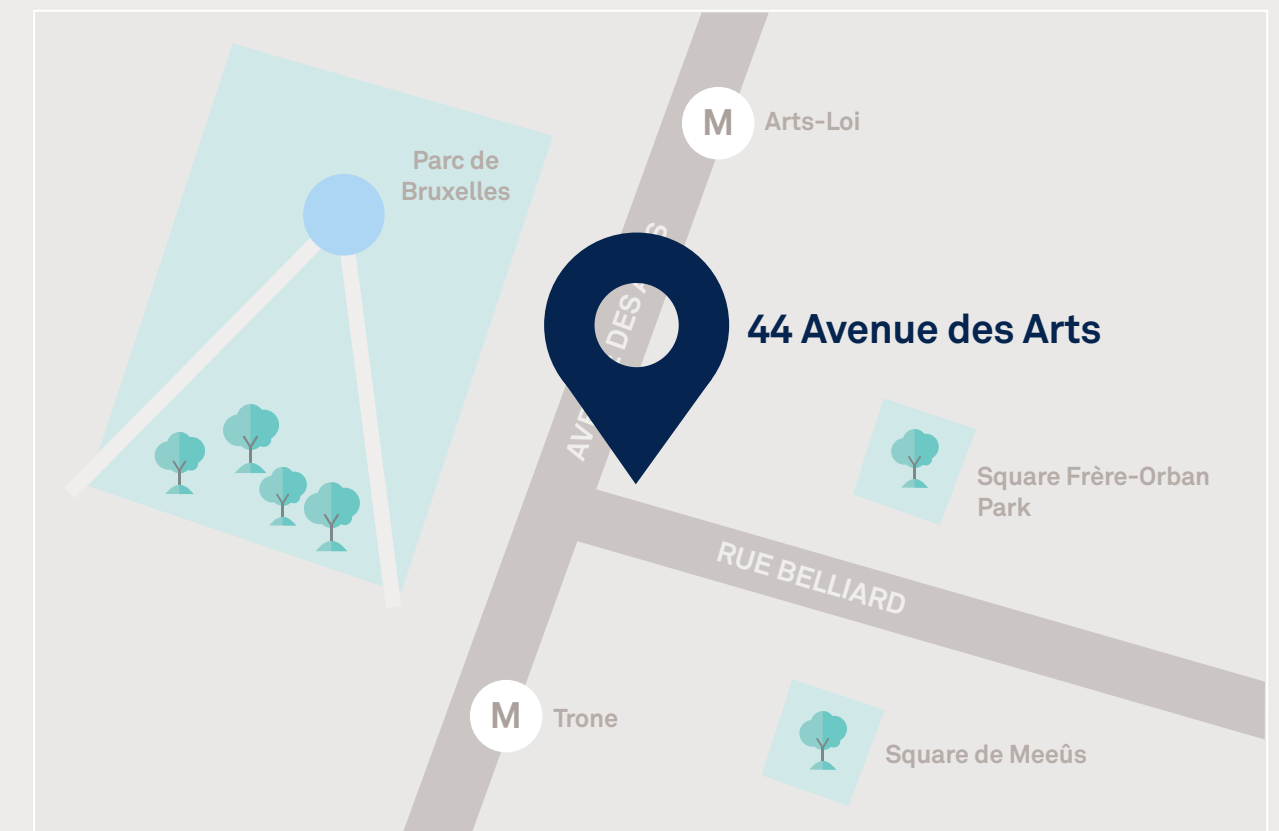 M Arts-Loi
Parc de
Bruxelles
44 Avenue des Arts
DES
Square Frère-Orban
Park
RUE BELLIARD
M Trone
Square de Meeûs